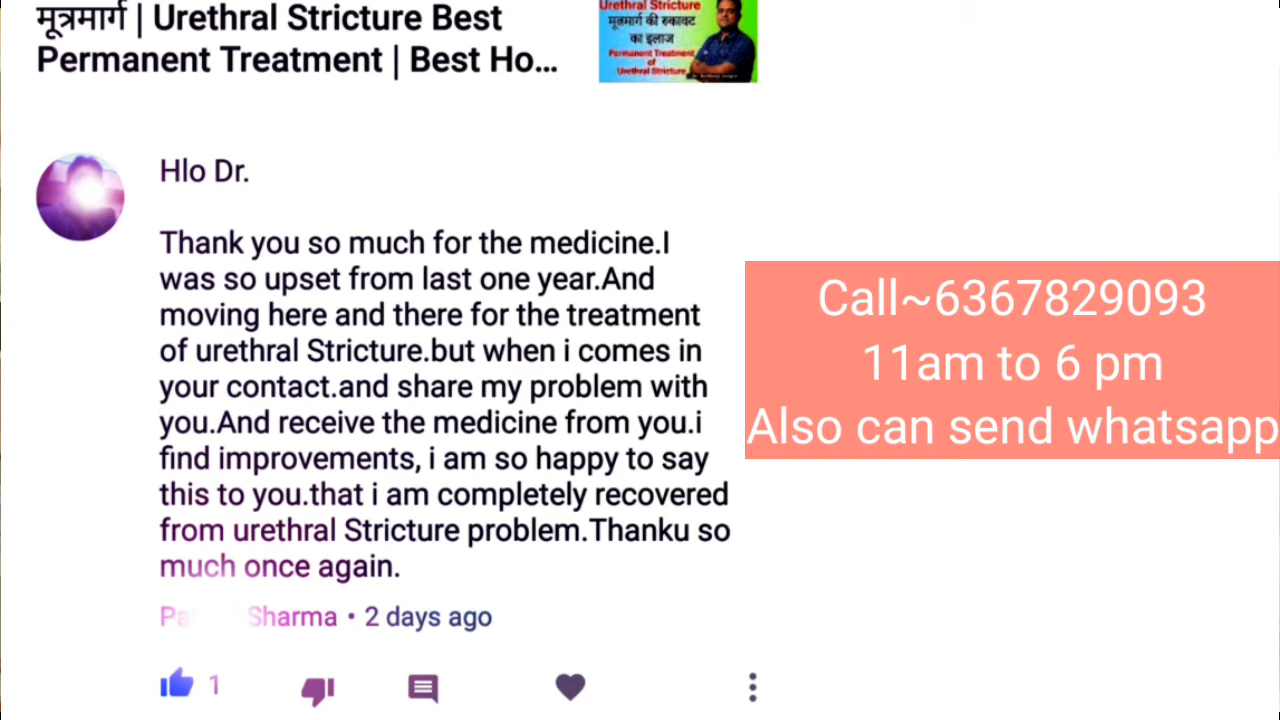 मूत्रमार्ग | Urethral Stricture Best
Permanent Treatment | Best Ho...
Urethral Stricture
मूत्रमार्ग की रुकावट
का इलाज
Permanent Treatment
of
Urethral Stricture
Hlo Dr.
Thank you so much for the medicine.I
was so upset from last one year.And
moving here and there for the treatment
of urethral Stricture.but when i comes in
your contact.and share my problem with
you.And receive the medicine from you.i
find improvements, i am so happy to say
this to you.that i am completely recovered
from urethral Stricture problem.Thanku so
much once again.
Sharma • 2 days ago
1
Call~6367829093
11am to 6 pm
Also can send whatsapp